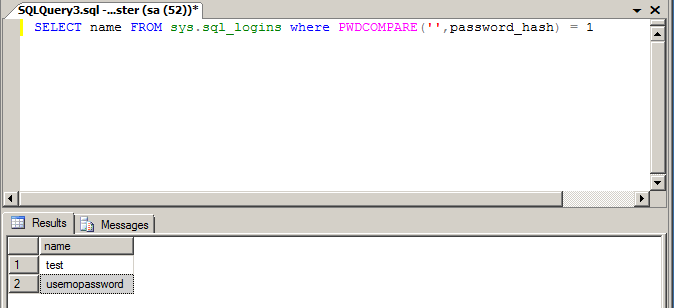 SQLQuery3.sql -...ster (sa (52))*
SELECT name FROM sys.sql_logins where PWDCOMPARE('',password_hash) = 1
Results Messages
name
1 test
2 usernopassword